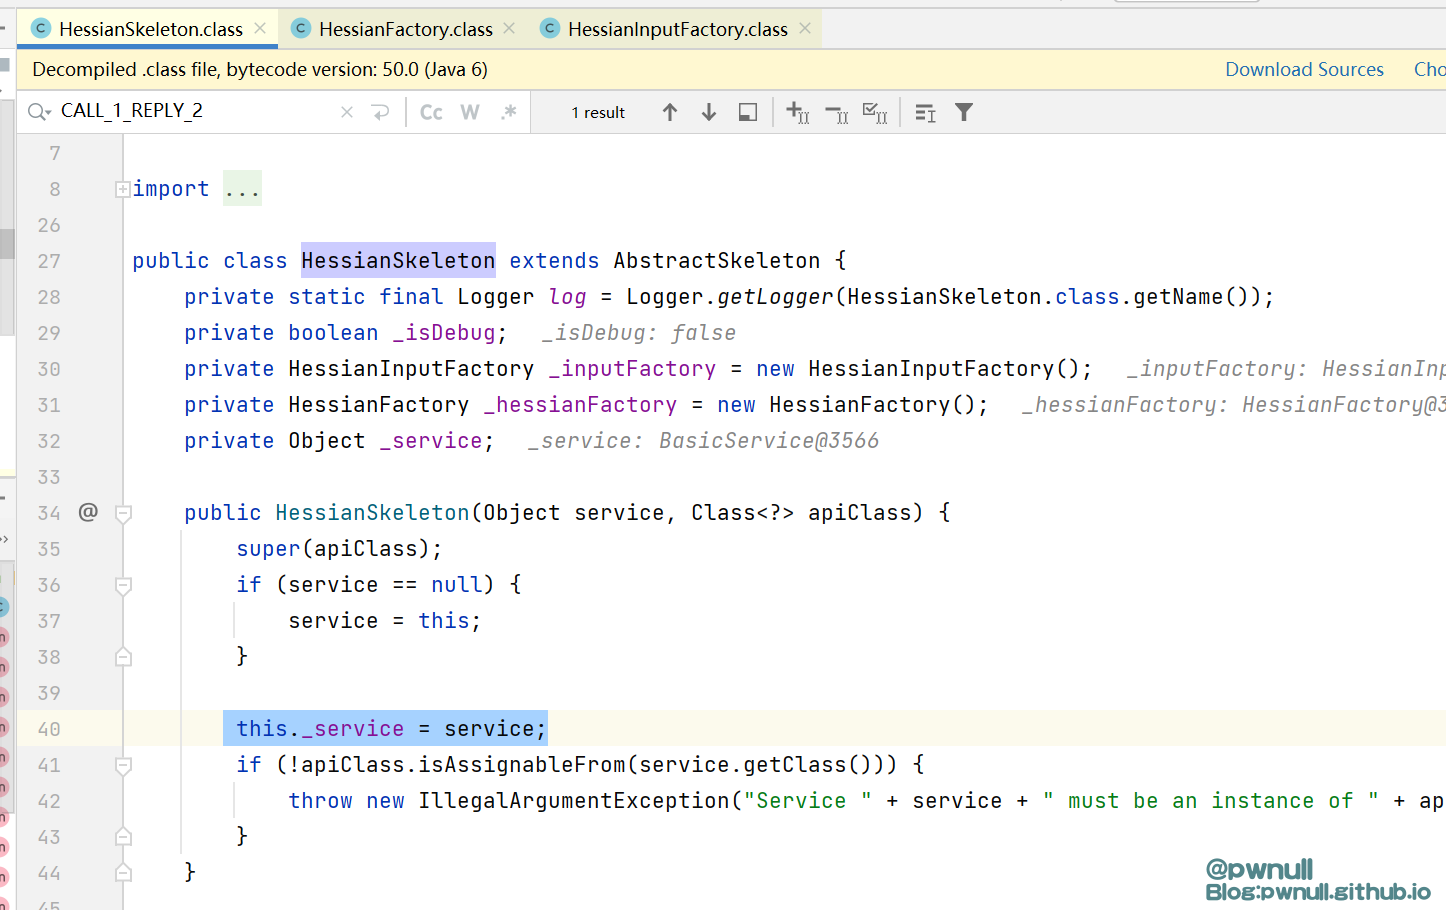 HessianSkeleton.class HessianFactory.class HessianInputFactory.class
Decompiled .class file, bytecode version: 50.0 (Java 6) Download Sources Cho
CALL_1_REPLY_2 Cc W .* 1 result
7
8 import ...
26
27 public class HessianSkeleton extends AbstractSkeleton {
28 private static final Logger log = Logger.getLogger(HessianSkeleton.class.getName());
29 private boolean _isDebug; _isDebug: false
30 private HessianInputFactory _inputFactory = new HessianInputFactory(); _inputFactory: HessianInp
31 private HessianFactory _hessianFactory = new HessianFactory(); _hessianFactory: HessianFactory@3
32 private Object _service; _service: BasicService@3566
33
34 @ public HessianSkeleton(Object service, Class<?> apiClass) {
35 super(apiClass);
36 if (service == null) {
37 service = this;
38 }
39
40 this._service = service;
41 if (!apiClass.isAssignableFrom(service.getClass())) {
42 throw new IllegalArgumentException("Service " + service + " must be an instance of " + ap
43 }
44 }
45
@pwnull
Blog:pwnull.github.io